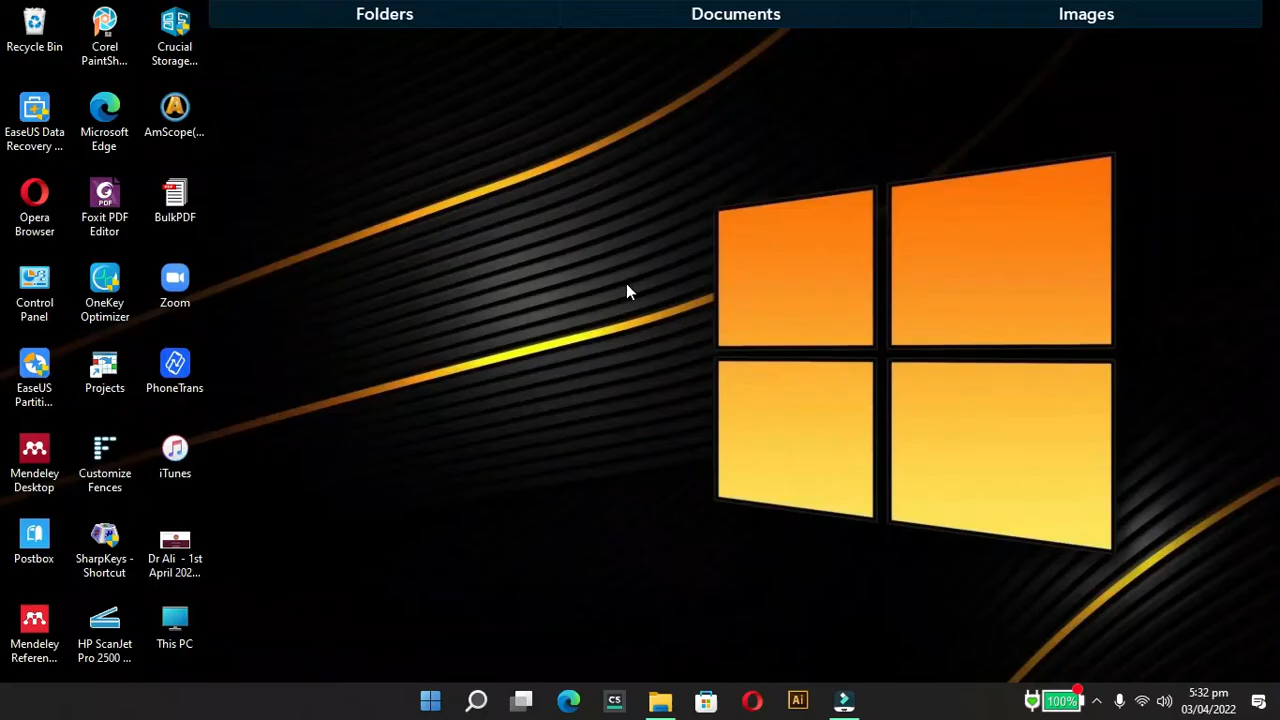 Folders
Documents
Images
Recycle Bin
Corel
PaintSh...
Crucial
Storage...
EaseUS Data
Recovery ...
Microsoft
Edge
AmScope(...
Opera
Browser
Foxit PDF
Editor
BulkPDF
Control
Panel
OneKey
Optimizer
Zoom
EaseUS
Partiti...
Projects
PhoneTrans
Mendeley
Desktop
Customize
Fences
iTunes
Postbox
SharpKeys -
Shortcut
Dr Ali - 1st
April 202...
Mendeley
Referen...
HP ScanJet
Pro 2500 ...
This PC
PDF
CS
Ai
100%
5:32 pm
03/04/2022